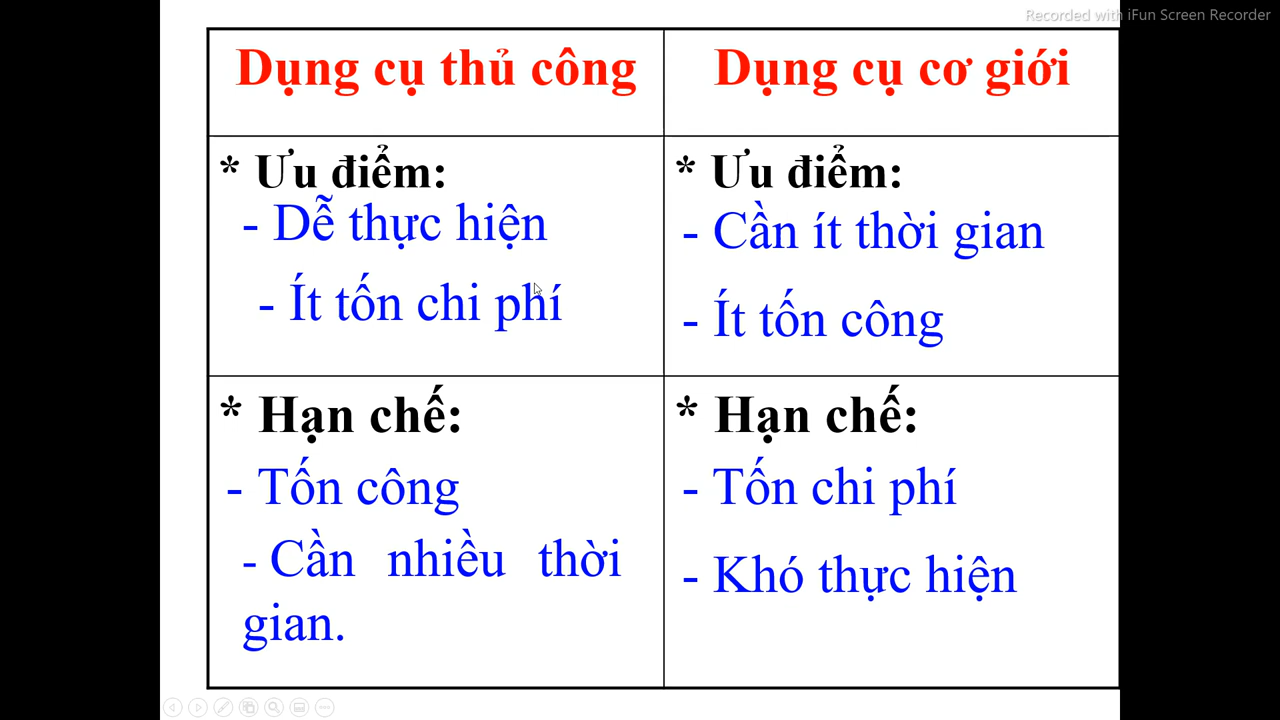 Recorded with iFun Screen Recorder
Dụng cụ thủ công
Dụng cụ cơ giới
* Ưu điểm:
- Dễ thực hiện
- Ít tốn chi phí
* Ưu điểm:
- Cần ít thời gian
- Ít tốn công
* Hạn chế:
- Tốn công
- Cần nhiều thời
gian.
* Hạn chế:
- Tốn chi phí
- Khó thực hiện